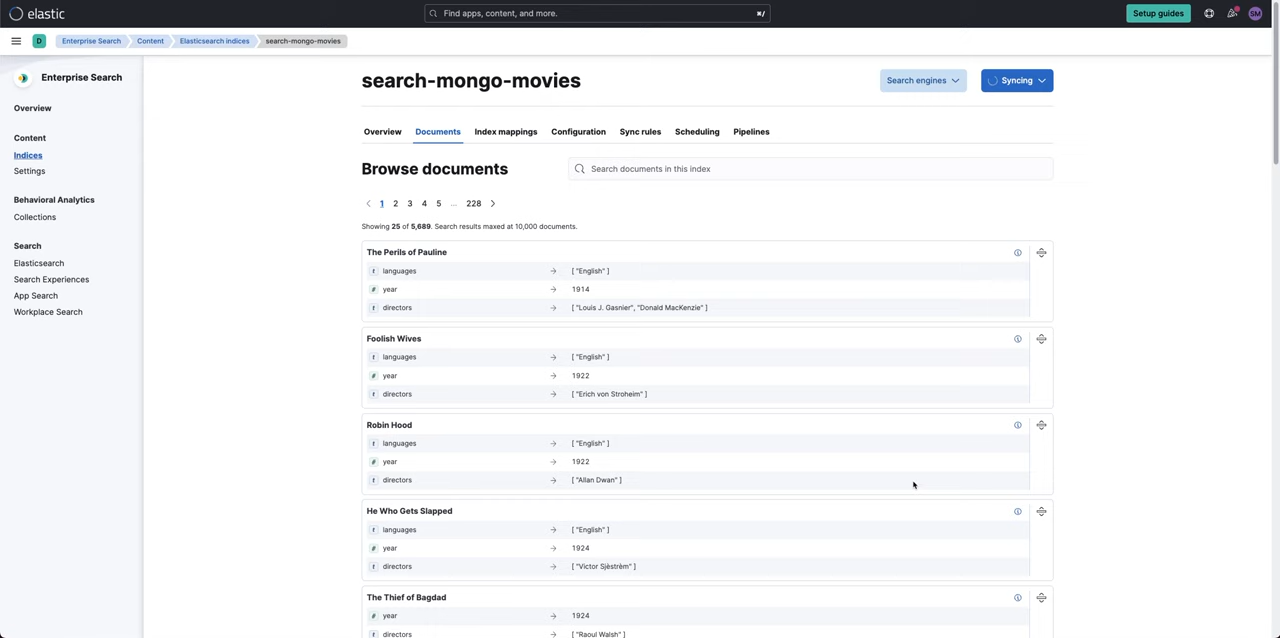 elastic
Find apps, content, and more.
⌘/
Setup guides
SM
D
Enterprise Search
Content
Elasticsearch indices
search-mongo-movies
Enterprise Search
Overview
Content
Indices
Settings
Behavioral Analytics
Collections
Search
Elasticsearch
Search Experiences
App Search
Workplace Search
search-mongo-movies
Search engines
Syncing
Overview
Documents
Index mappings
Configuration
Sync rules
Scheduling
Pipelines
Browse documents
Search documents in this index
1 2 3 4 5 ... 228
Showing 25 of 5,689. Search results maxed at 10,000 documents.
The Perils of Pauline
t languages → [ "English" ]
# year → 1914
t directors → [ "Louis J. Gasnier", "Donald MacKenzie" ]
Foolish Wives
t languages → [ "English" ]
# year → 1922
t directors → [ "Erich von Stroheim" ]
Robin Hood
t languages → [ "English" ]
# year → 1922
t directors → [ "Allan Dwan" ]
He Who Gets Slapped
t languages → [ "English" ]
# year → 1924
t directors → [ "Victor Sjèström" ]
The Thief of Bagdad
# year → 1924
t directors → [ "Raoul Walsh" ]